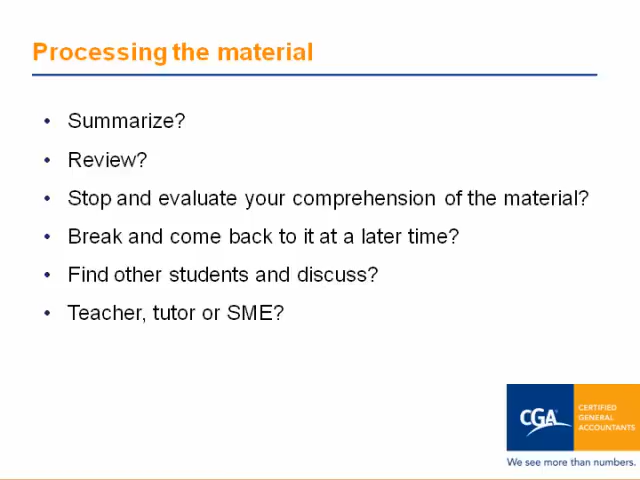 Processing the material
• Summarize?
• Review?
• Stop and evaluate your comprehension of the material?
• Break and come back to it at a later time?
• Find other students and discuss?
• Teacher, tutor or SME?
CGA
CERTIFIED
GENERAL
ACCOUNTANTS
We see more than numbers.